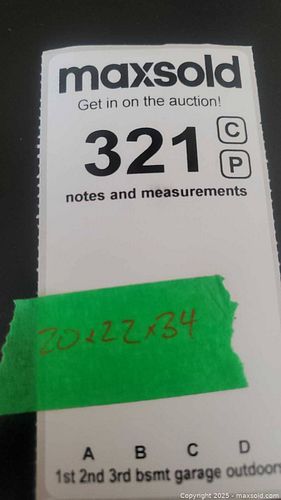 maxsold
Get in on the auction!
321 C
P
notes and measurements
20x22x34
A B C D
1st 2nd 3rd bsmt garage outdoor
Copyright 2025 - maxsold.com